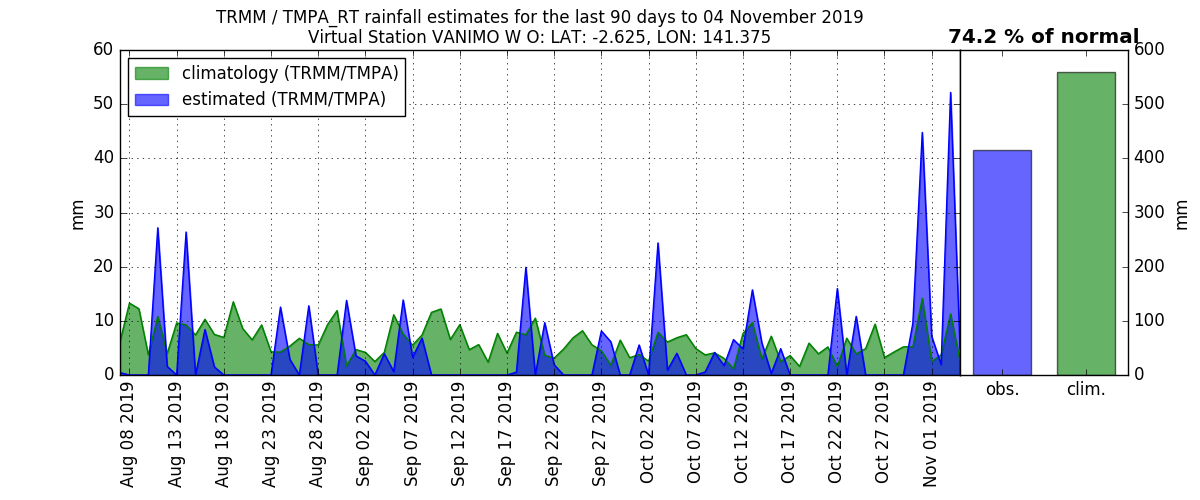 TRMM / TMPA_RT rainfall estimates for the last 90 days to 04 November 2019
Virtual Station VANIMO W O: LAT: -2.625, LON: 141.375
74.2 % of normal
climatology (TRMM/TMPA)
estimated (TRMM/TMPA)
60
50
40
30
20
10
0
mm
Aug 08 2019
Aug 13 2019
Aug 18 2019
Aug 23 2019
Aug 28 2019
Sep 02 2019
Sep 07 2019
Sep 12 2019
Sep 17 2019
Sep 22 2019
Sep 27 2019
Oct 02 2019
Oct 07 2019
Oct 12 2019
Oct 17 2019
Oct 22 2019
Oct 27 2019
Nov 01 2019
obs.
clim.
600
500
400
300
200
100
0
mm